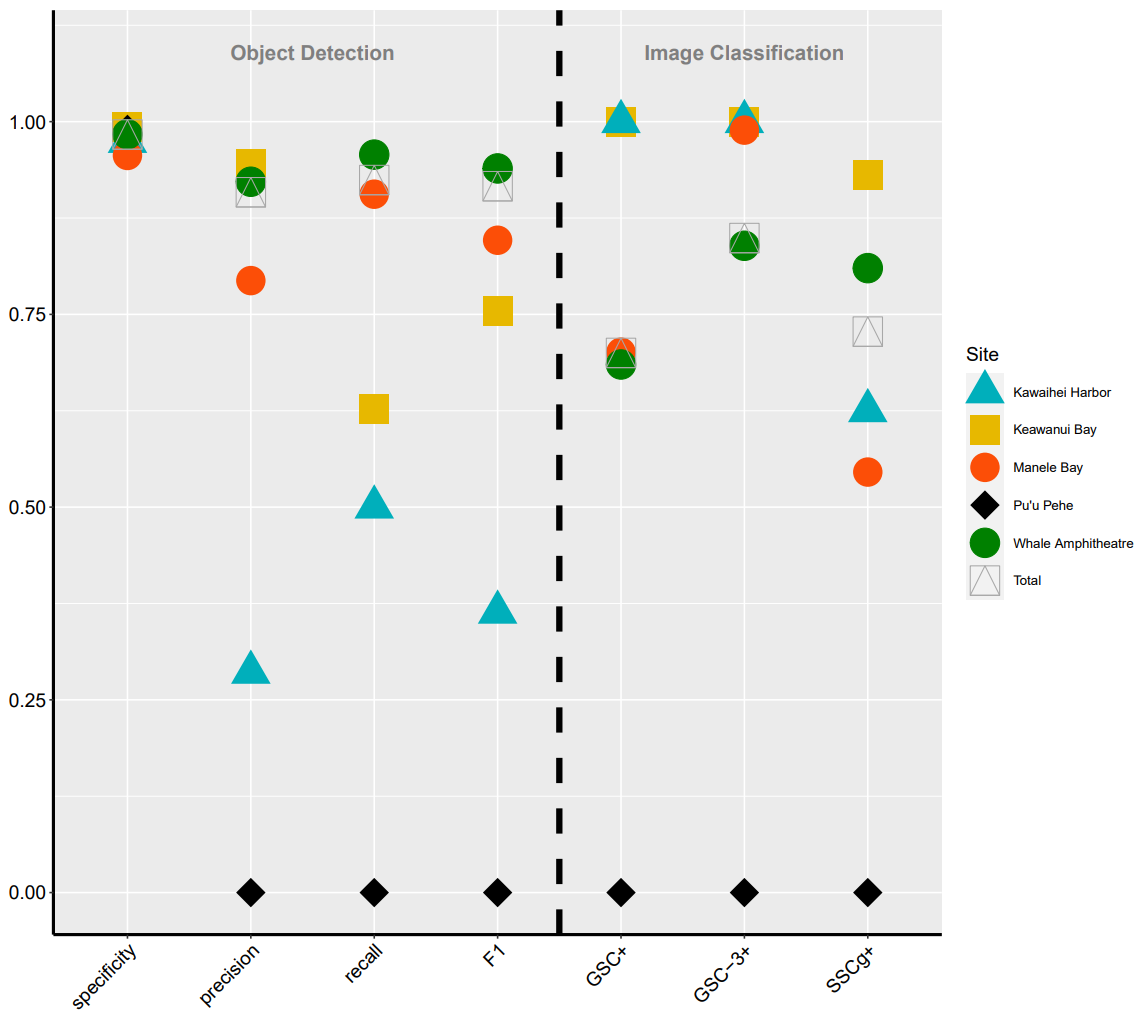 Object Detection
Image Classification
1.00
0.75
0.50
0.25
0.00
specificity
precision
recall
F1
GSC+
GSC−3+
SSCg+
Site
Kawaihei Harbor
Keawanui Bay
Manele Bay
Pu'u Pehe
Whale Amphitheatre
Total